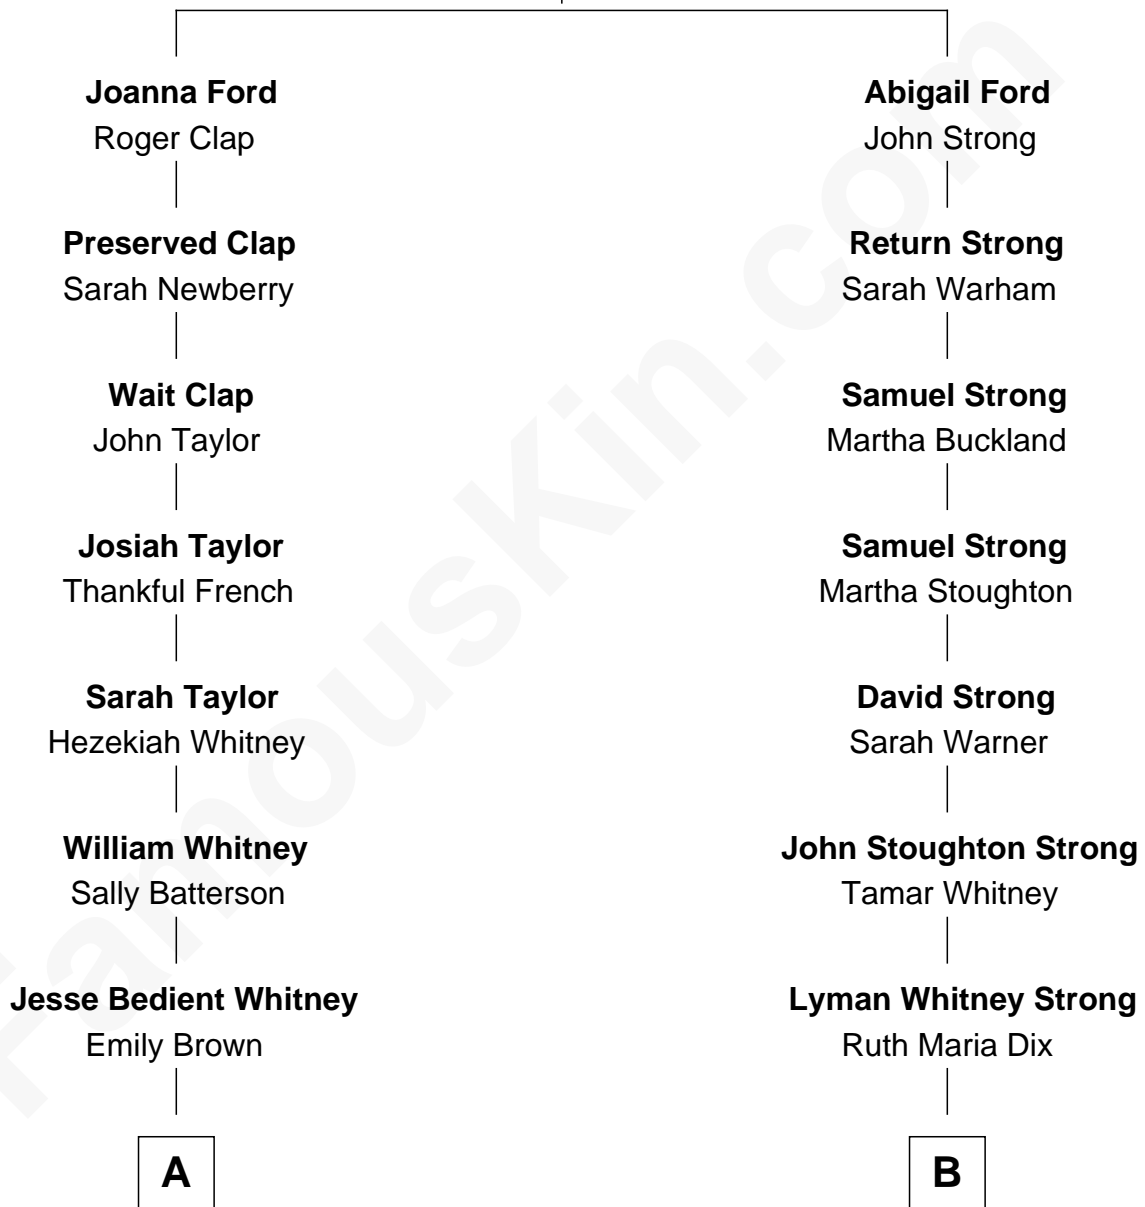 Joanna Ford
Roger Clap
Abigail Ford
John Strong
Preserved Clap
Sarah Newberry
Return Strong
Sarah Warham
Wait Clap
John Taylor
Samuel Strong
Martha Buckland
Josiah Taylor
Thankful French
Samuel Strong
Martha Stoughton
Sarah Taylor
Hezekiah Whitney
David Strong
Sarah Warner
William Whitney
Sally Batterson
John Stoughton Strong
Tamar Whitney
Jesse Bedient Whitney
Emily Brown
Lyman Whitney Strong
Ruth Maria Dix
A
B
FamousKin.com